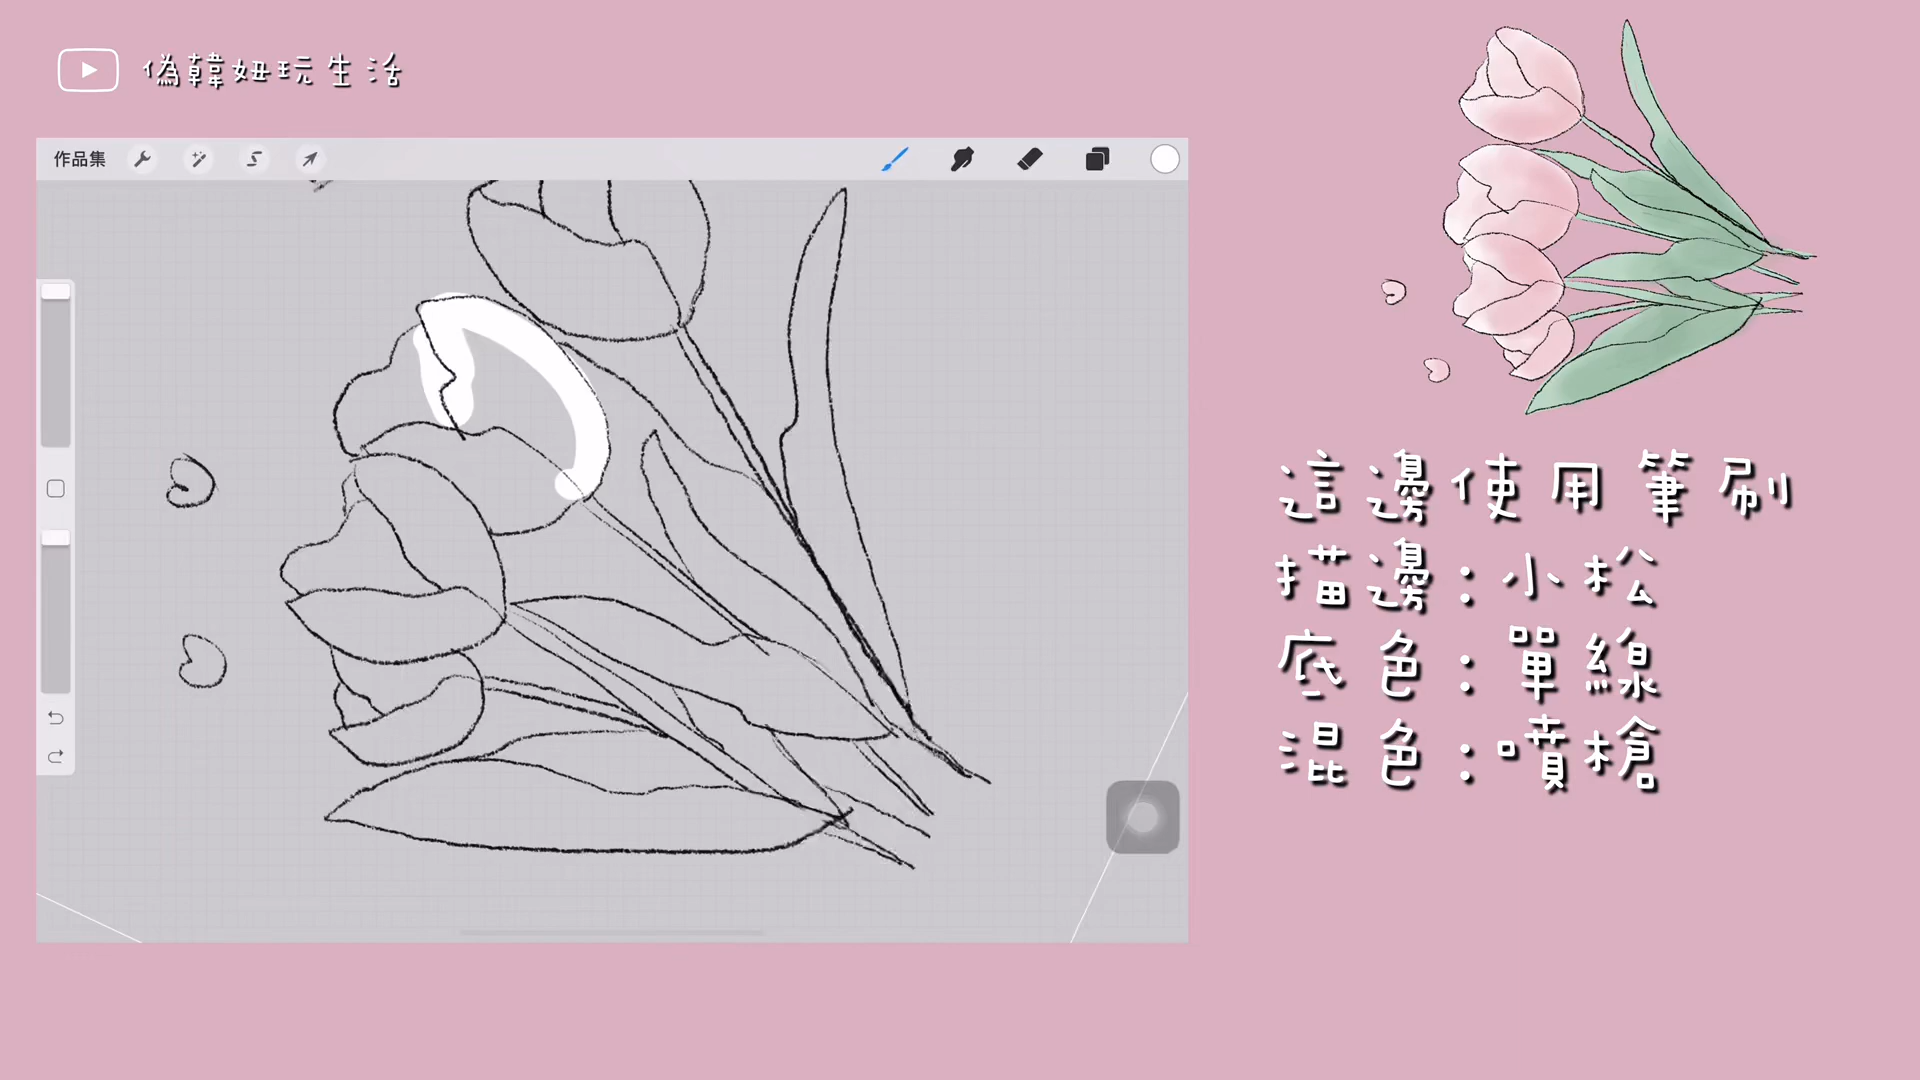 偽韓妞玩生活
作品集
這邊使用筆刷
描邊：小松
底色：單線
混色：噴槍